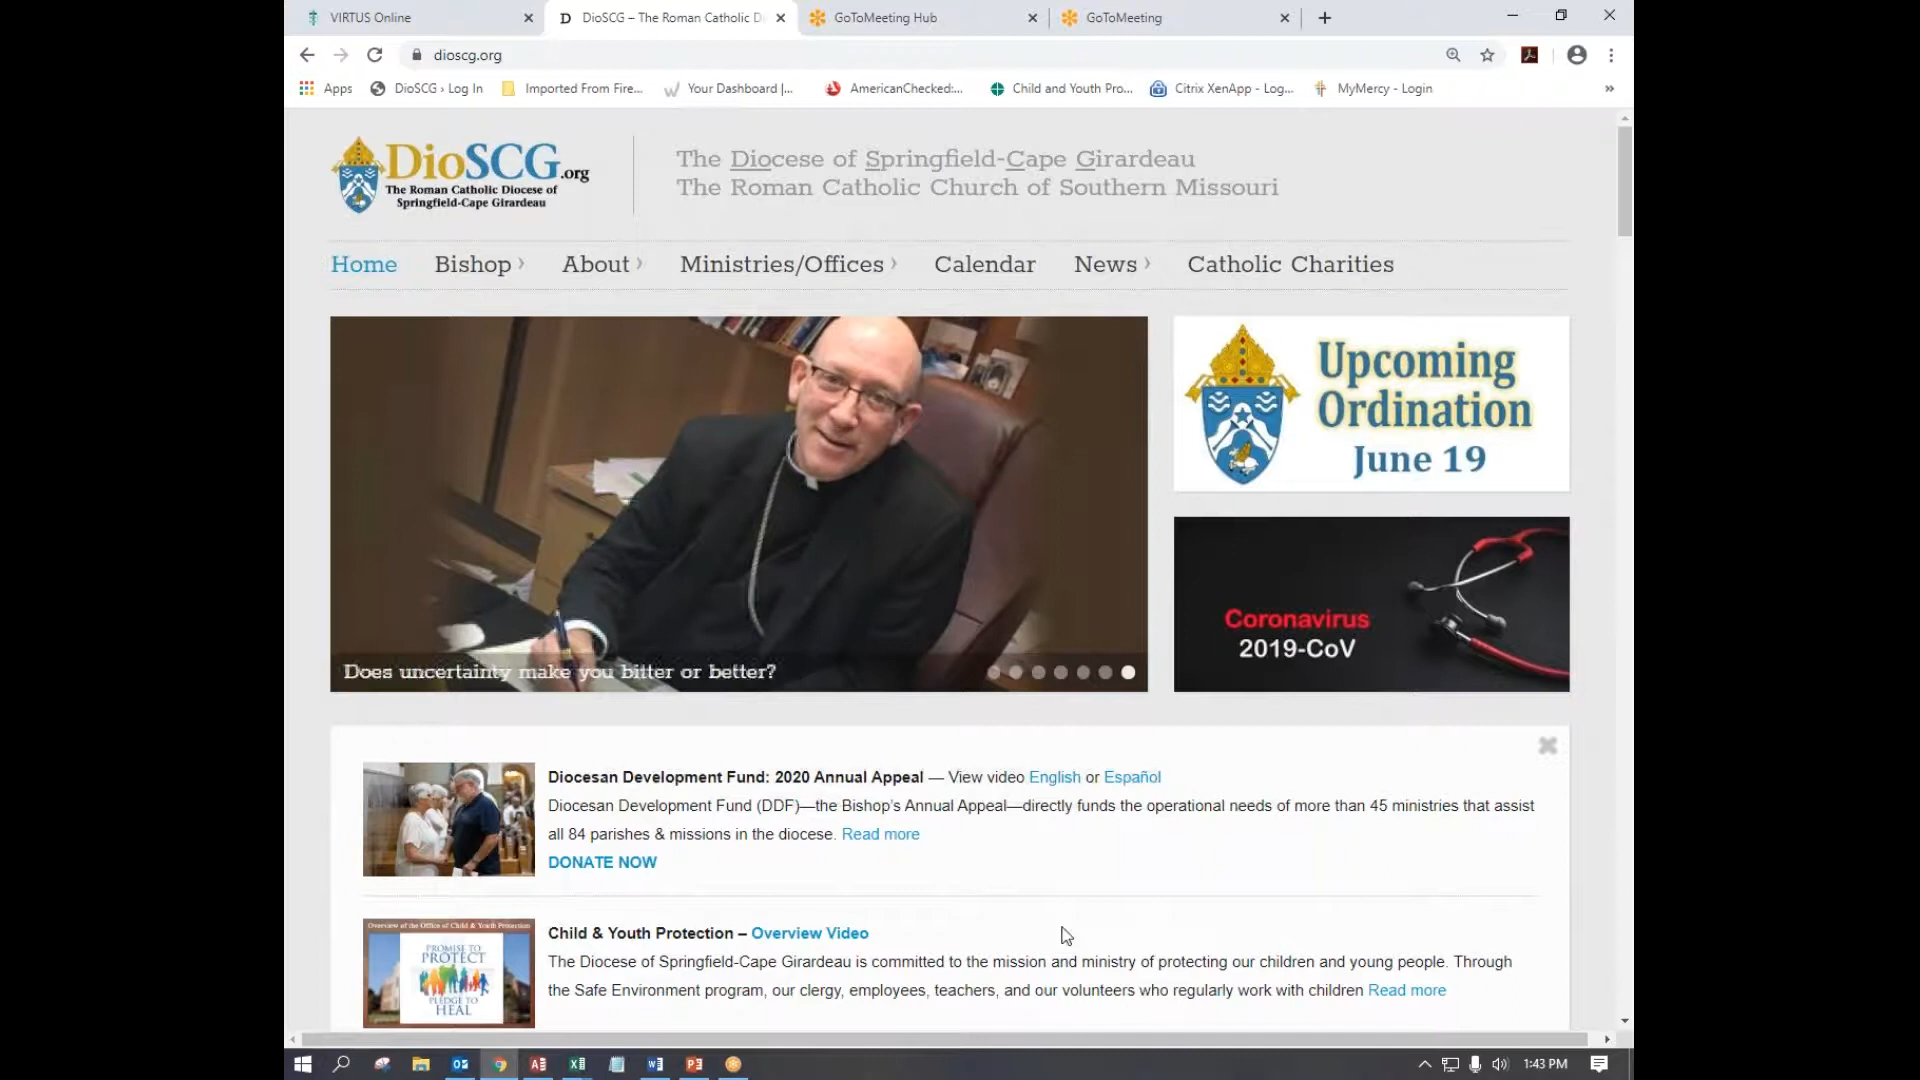 VIRTUS Online
DioSCG – The Roman Catholic Di
GoToMeeting Hub
GoToMeeting
dioscg.org
Apps
DioSCG › Log In
Imported From Fire...
Your Dashboard |...
AmericanChecked:...
Child and Youth Pro...
Citrix XenApp - Log...
MyMercy - Login
DioSCG.org
The Roman Catholic Diocese of
Springfield-Cape Girardeau
The Diocese of Springfield-Cape Girardeau
The Roman Catholic Church of Southern Missouri
Home
Bishop
About
Ministries/Offices
Calendar
News
Catholic Charities
Upcoming
Ordination
June 19
Coronavirus
2019-CoV
Does uncertainty make you bitter or better?
Diocesan Development Fund: 2020 Annual Appeal — View video English or Español
Diocesan Development Fund (DDF)—the Bishop's Annual Appeal—directly funds the operational needs of more than 45 ministries that assist
all 84 parishes & missions in the diocese. Read more
DONATE NOW
Overview of the Office of Child & Youth Protection
PROMISE TO
PROTECT
PLEDGE TO
HEAL
Child & Youth Protection – Overview Video
The Diocese of Springfield-Cape Girardeau is committed to the mission and ministry of protecting our children and young people. Through
the Safe Environment program, our clergy, employees, teachers, and our volunteers who regularly work with children Read more
1:43 PM